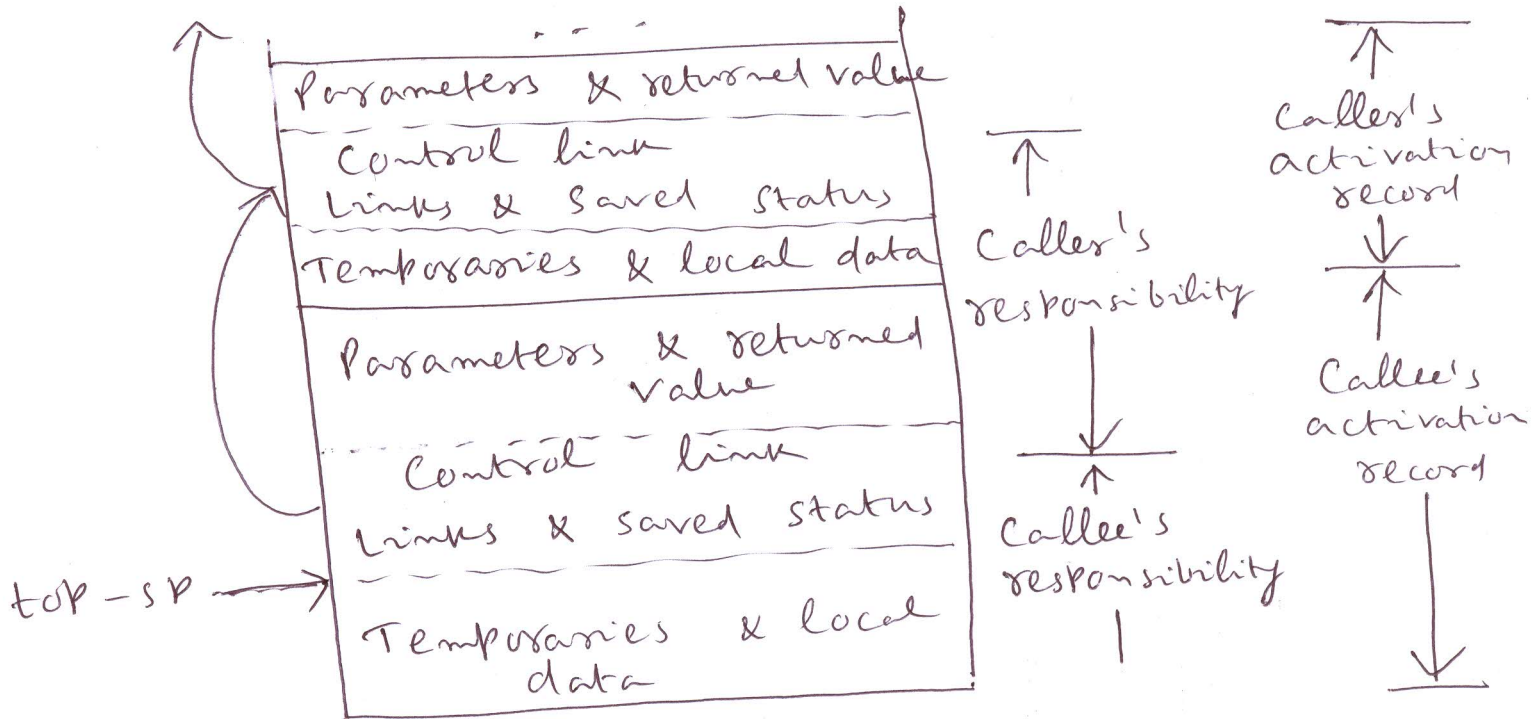 ...
Parameters & returned value
Control link
Links & Saved Status
Temporaries & local data
Parameters & returned
value
Control link
Links & saved status
top-sp
Temporaries & local
data
Caller's
responsibility
Callee's
responsibility
Caller's
activation
record
Callee's
activation
record